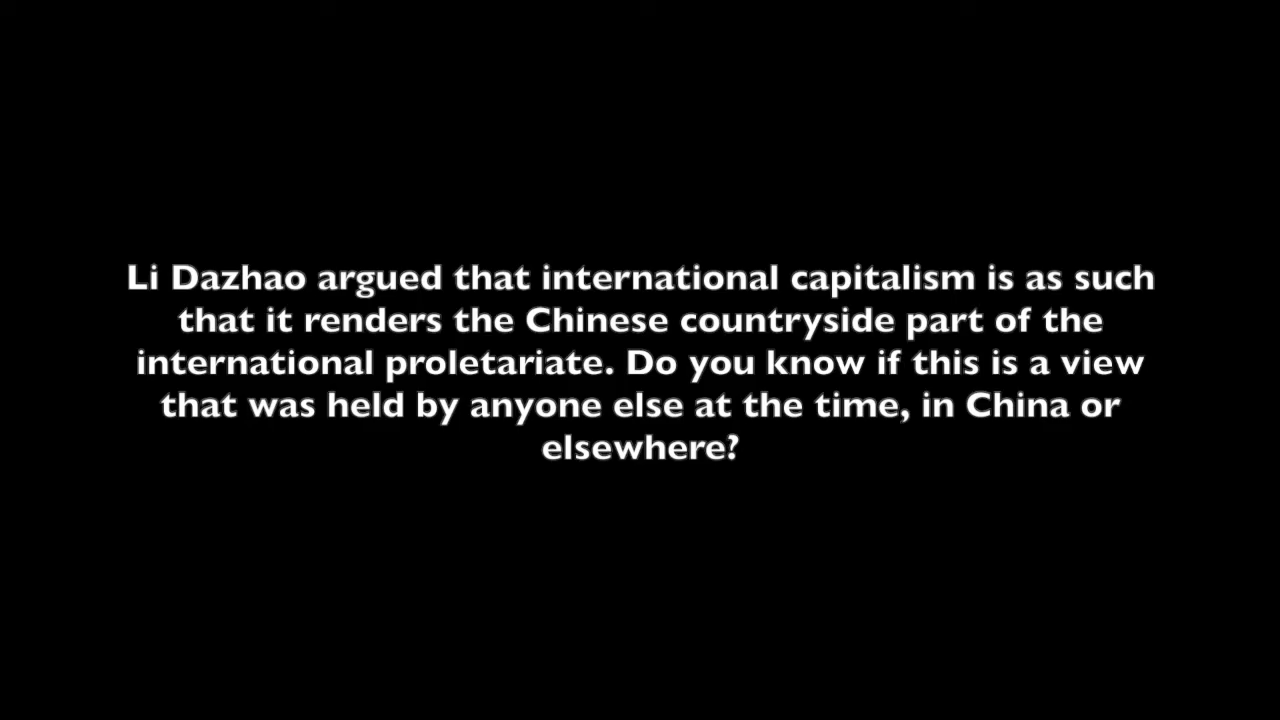 Li Dazhao argued that international capitalism is as such
that it renders the Chinese countryside part of the
international proletariate. Do you know if this is a view
that was held by anyone else at the time, in China or
elsewhere?